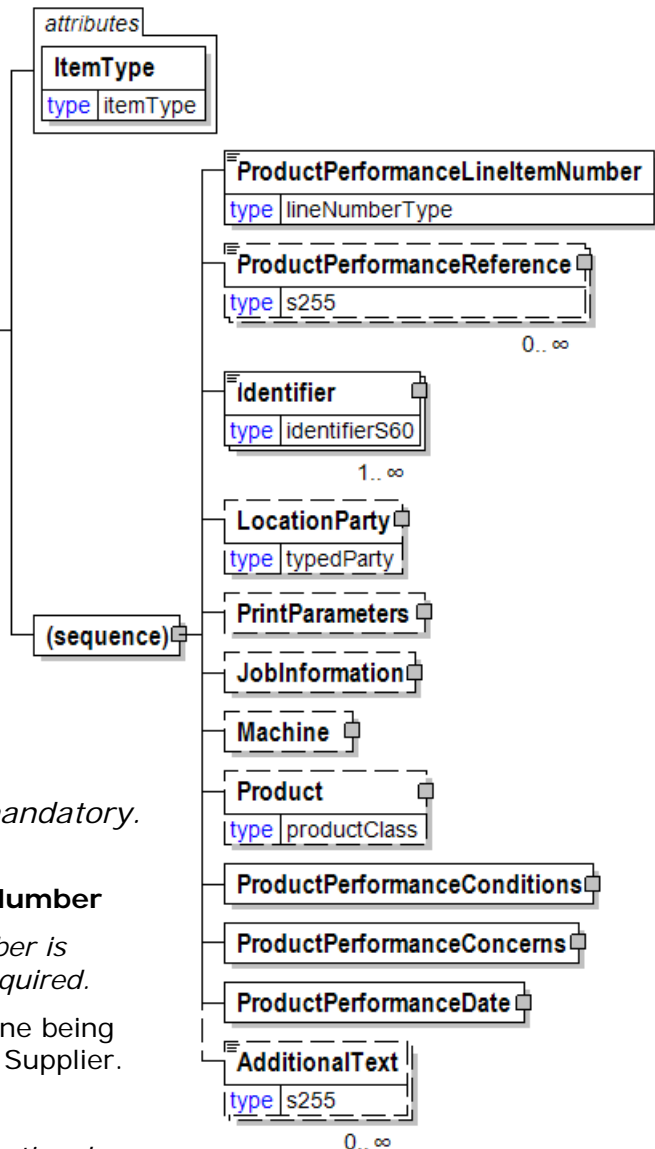 attributes
ItemType
type itemType
ProductPerformanceLineItemNumber
type lineNumberType
ProductPerformanceReference
type s255
0.. ∞
Identifier
type identifierS60
1.. ∞
LocationParty
type typedParty
PrintParameters
(sequence)
JobInformation
Machine
Product
type productClass
ProductPerformanceConditions
ProductPerformanceConcerns
ProductPerformanceDate
AdditionalText
type s255
0.. ∞
mandatory.
ber is
quired.
ne being
Supplier.